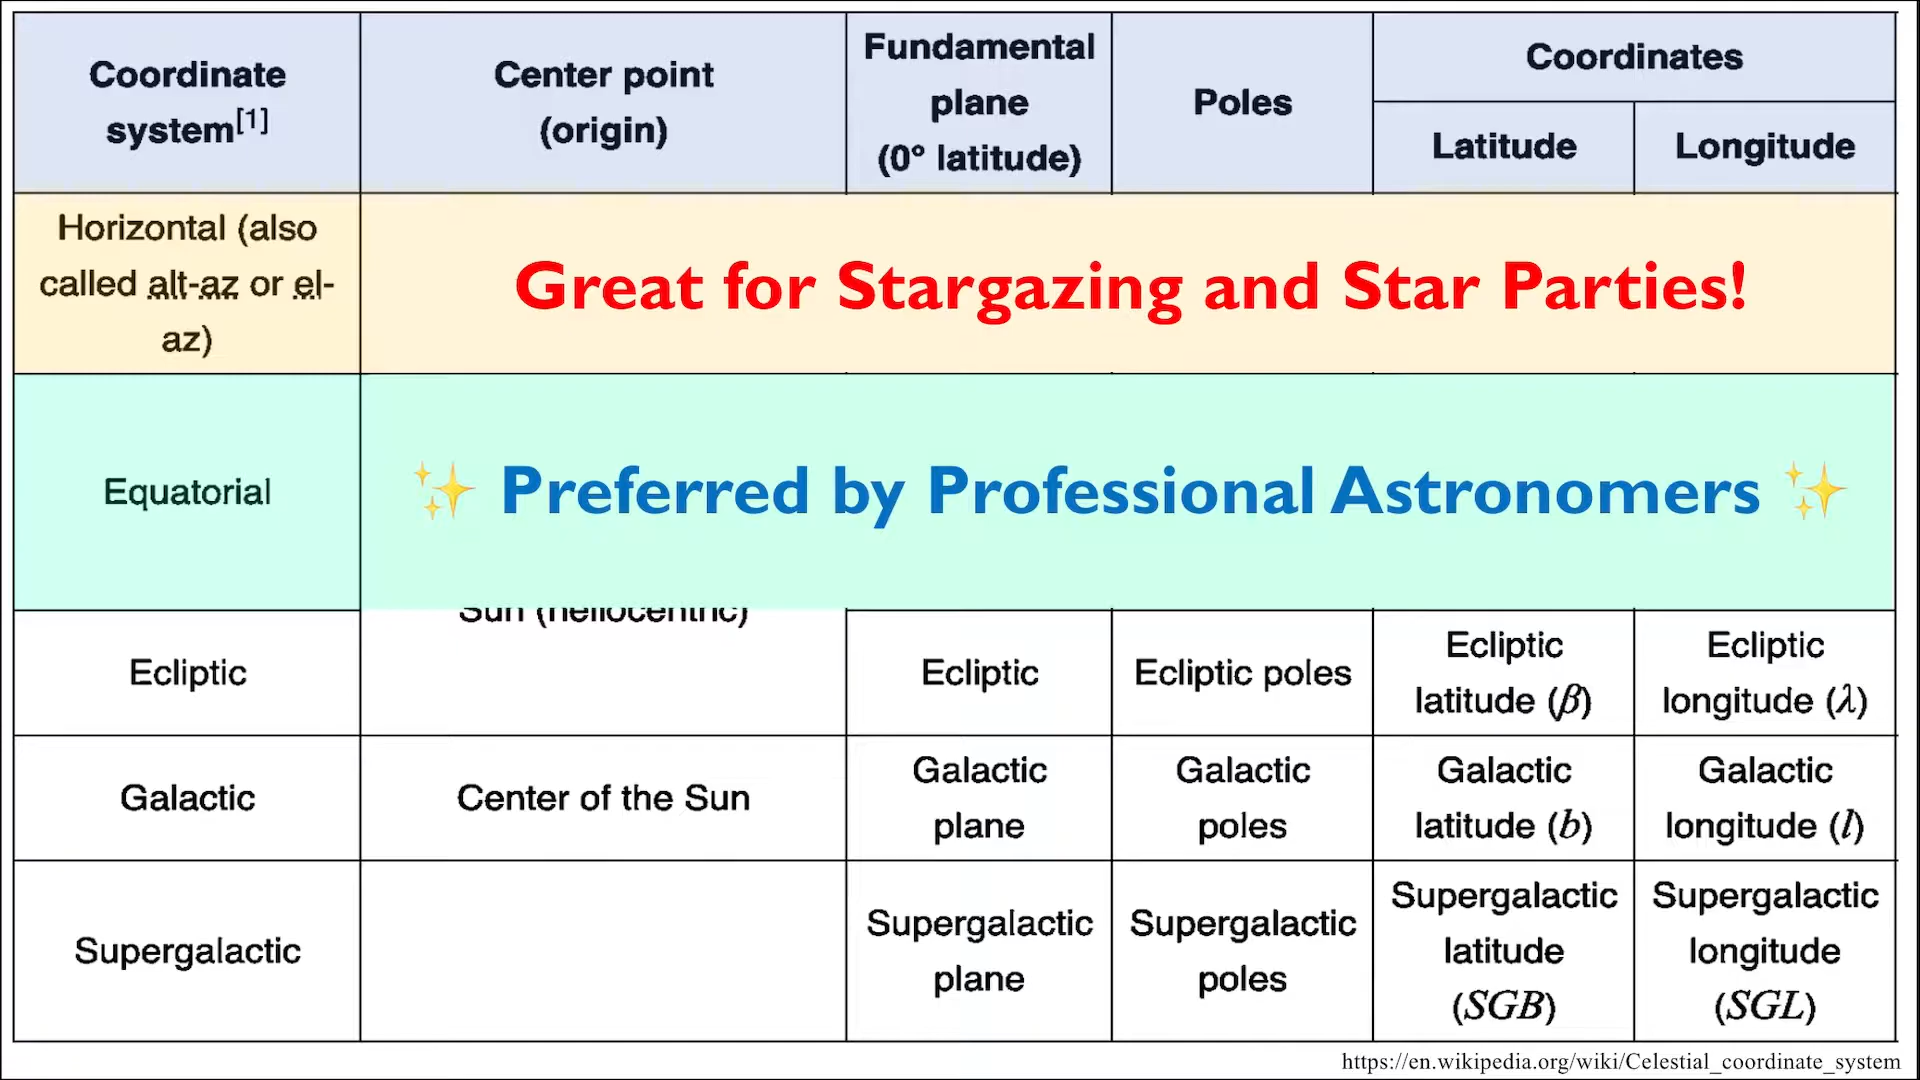 Coordinate
system[1]
Center point
(origin)
Fundamental
plane
(0° latitude)
Poles
Coordinates
Latitude
Longitude
Horizontal (also
called alt-az or el-
az)
Great for Stargazing and Star Parties!
Equatorial
✨ Preferred by Professional Astronomers ✨
Sun (heliocentric)
Ecliptic
Ecliptic
Ecliptic poles
Ecliptic
latitude (β)
Ecliptic
longitude (λ)
Galactic
Center of the Sun
Galactic
plane
Galactic
poles
Galactic
latitude (b)
Galactic
longitude (l)
Supergalactic
Supergalactic
plane
Supergalactic
poles
Supergalactic
latitude
(SGB)
Supergalactic
longitude
(SGL)
https://en.wikipedia.org/wiki/Celestial_coordinate_system